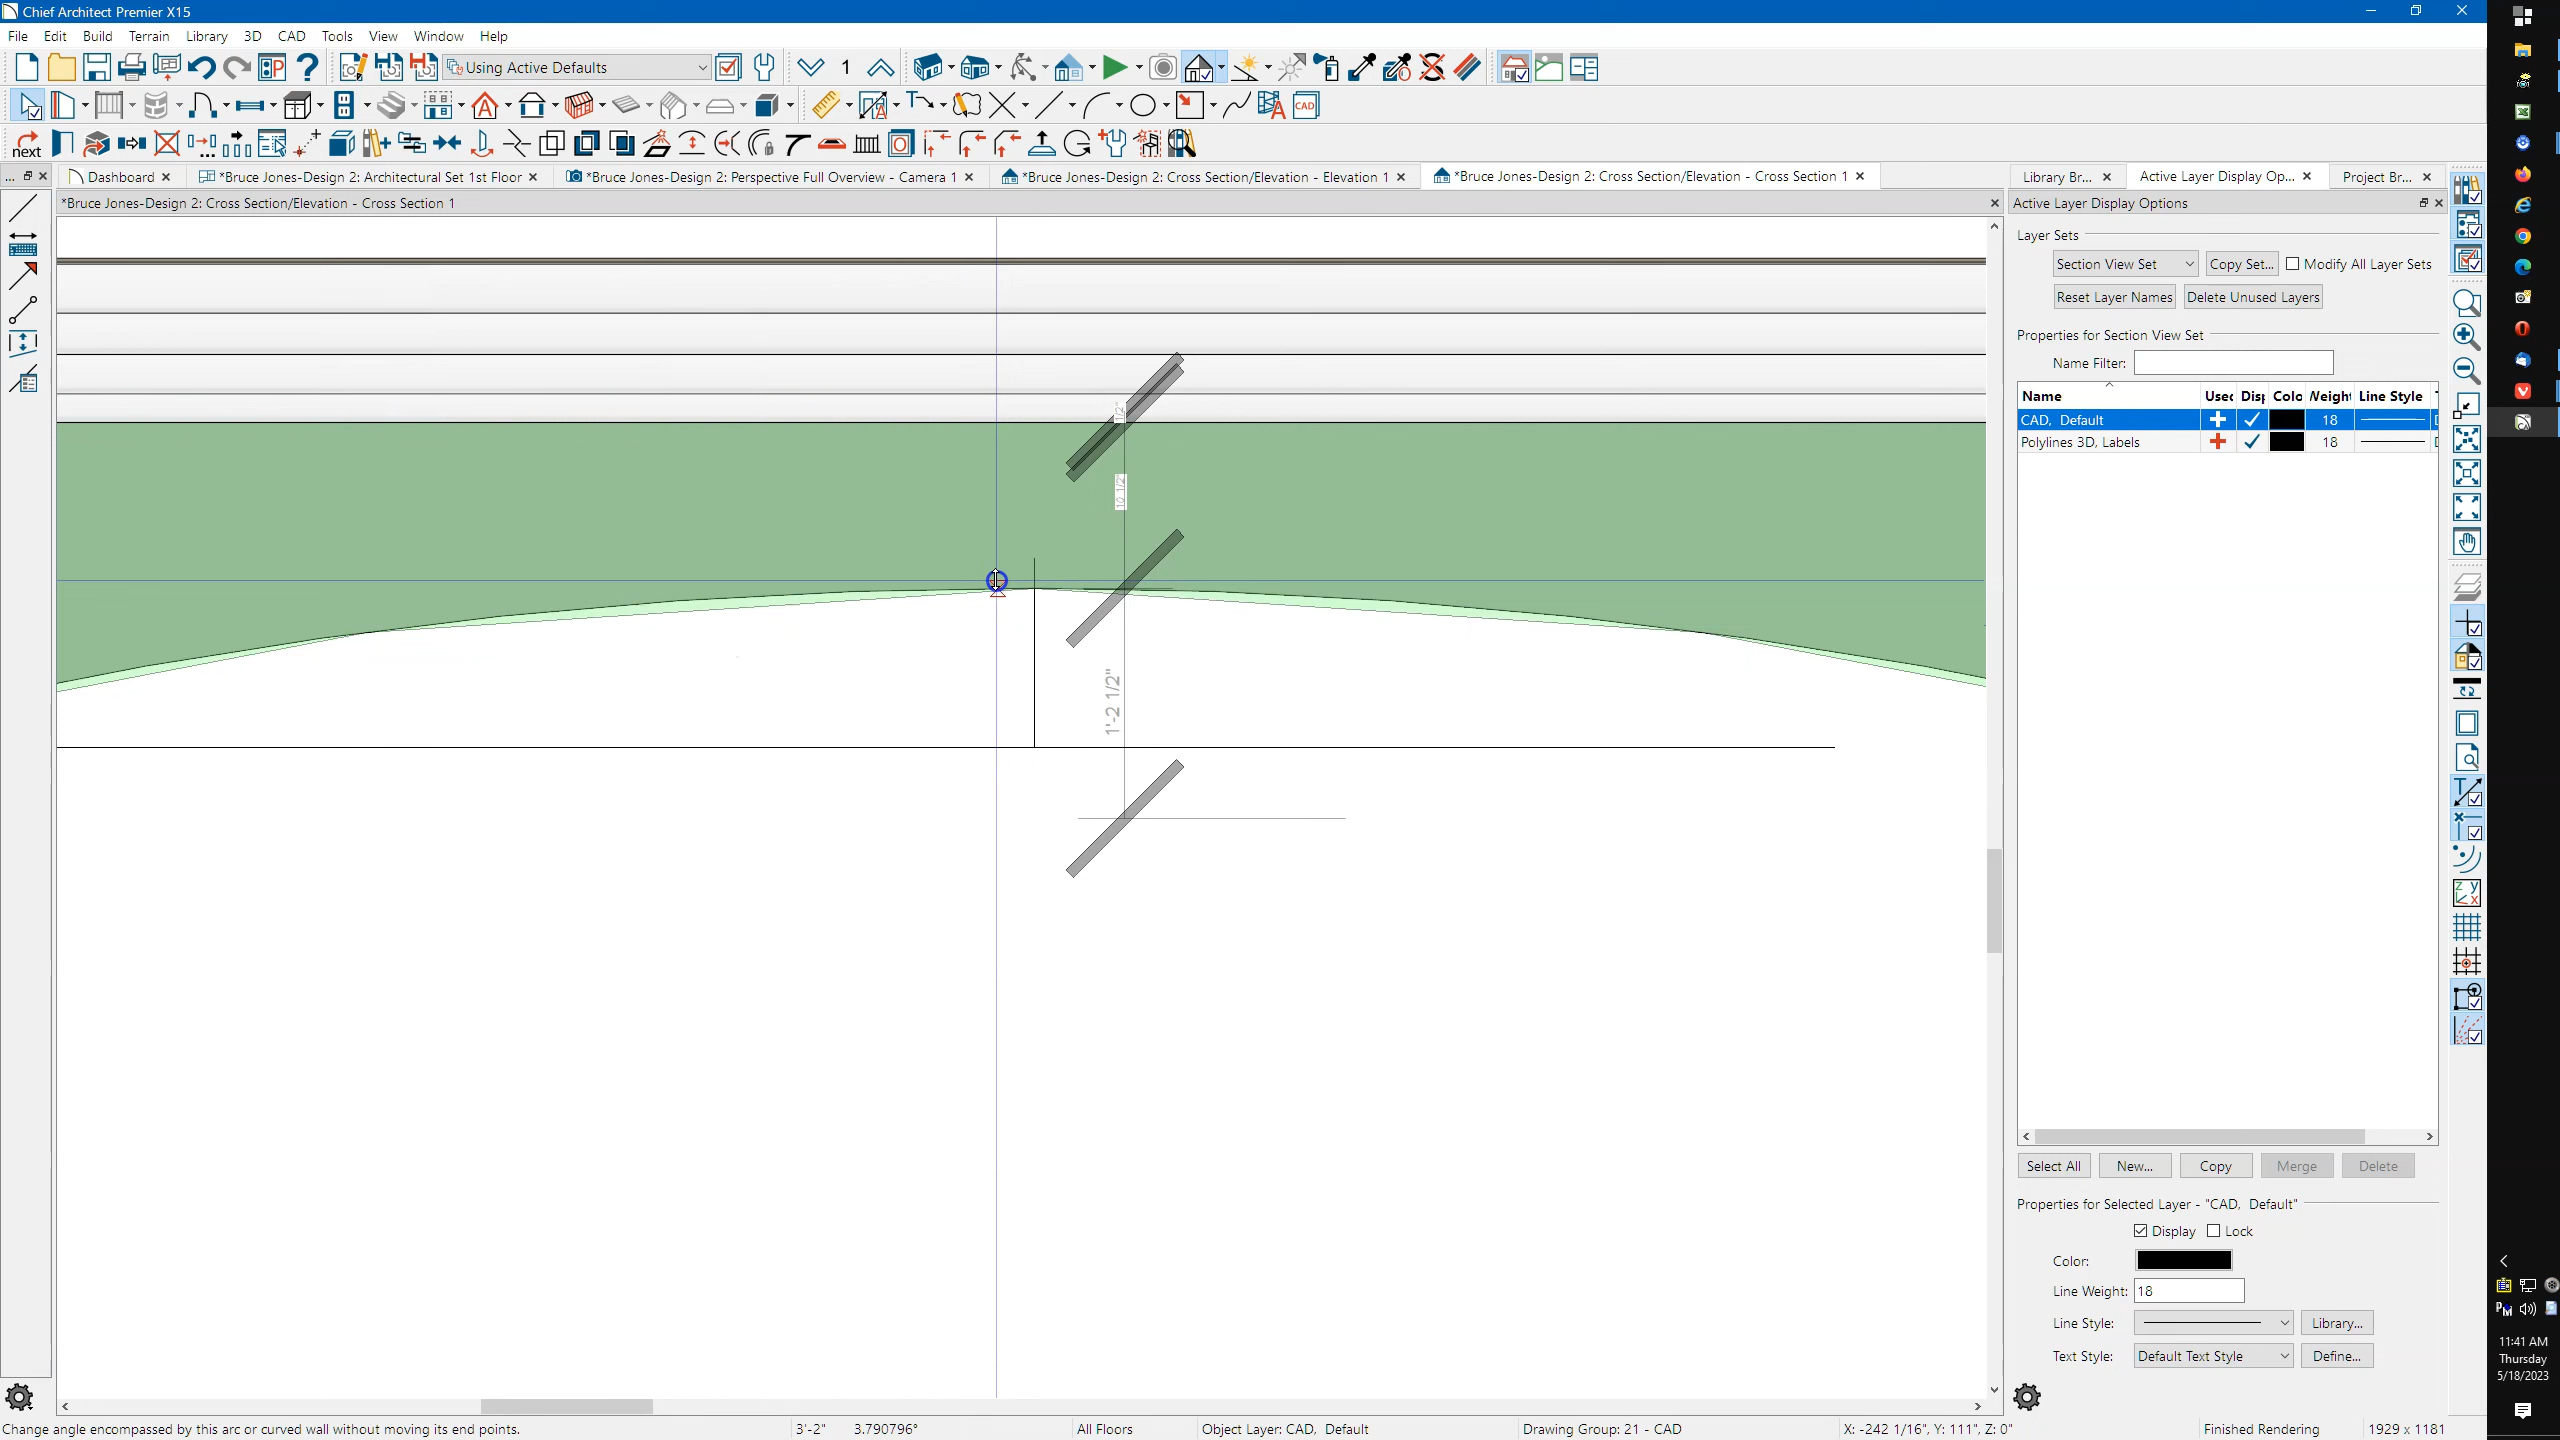 Chief Architect Premier X15
File Edit Build Terrain Library 3D CAD Tools View Window Help
Using Active Defaults
1
A
T
A
CAD
next
...
Dashboard
*Bruce Jones-Design 2: Architectural Set 1st Floor
*Bruce Jones-Design 2: Perspective Full Overview - Camera 1
*Bruce Jones-Design 2: Cross Section/Elevation - Elevation 1
*Bruce Jones-Design 2: Cross Section/Elevation - Cross Section 1
Library Br...
Active Layer Display Op...
Project Br...
*Bruce Jones-Design 2: Cross Section/Elevation - Cross Section 1
Active Layer Display Options
Layer Sets
Section View Set
Copy Set...
Modify All Layer Sets
Reset Layer Names
Delete Unused Layers
Properties for Section View Set
Name Filter:
Name Line Style
CAD, Default 18
Polylines 3D, Labels 18
1/2"
10 1/2"
1'-2 1/2"
Select All New... Copy Merge Delete
Properties for Selected Layer - "CAD, Default"
Display Lock
Color:
Line Weight: 18
Line Style: Library...
Text Style: Default Text Style Define...
11:41 AM
Thursday
5/18/2023
Change angle encompassed by this arc or curved wall without moving its end points.
3'-2" 3.790796°
All Floors
Object Layer: CAD, Default
Drawing Group: 21 - CAD
X: -242 1/16", Y: 111", Z: 0"
Finished Rendering
1929 x 1181